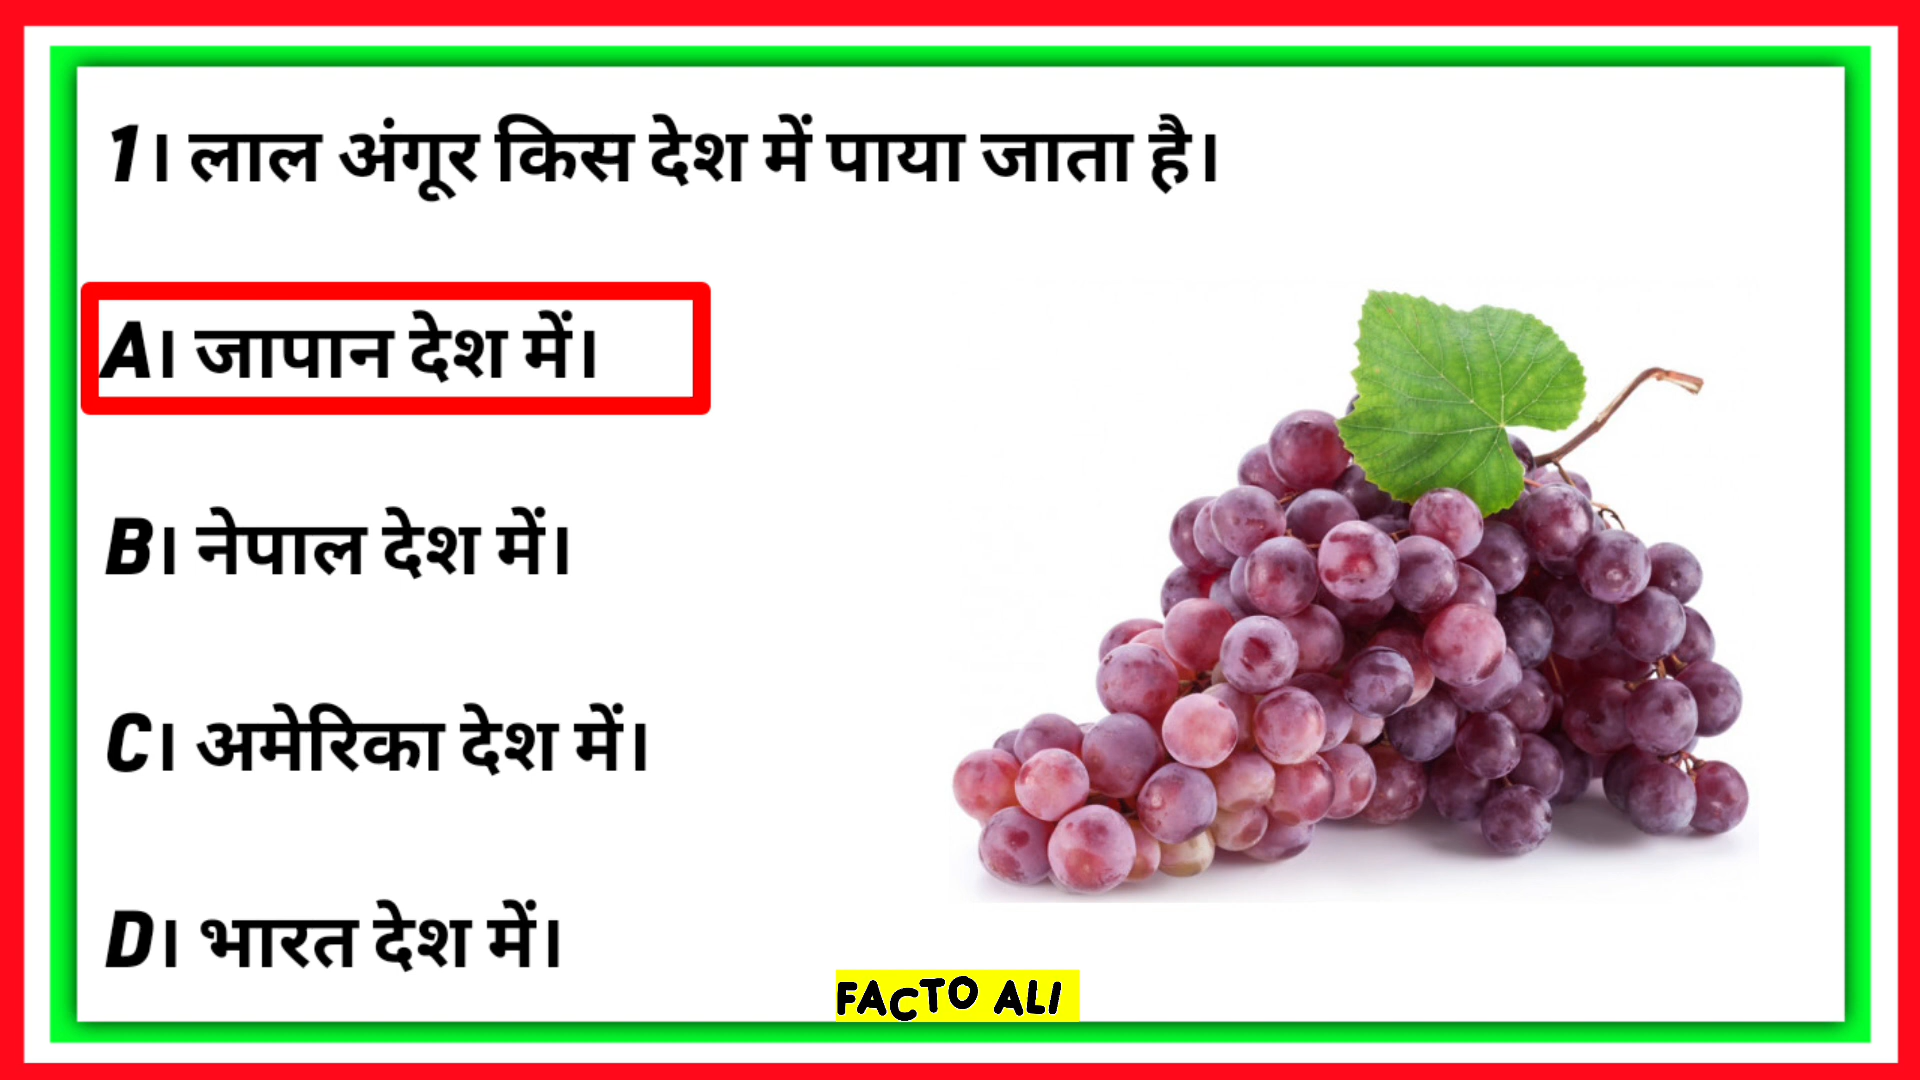 1। लाल अंगूर किस देश में पाया जाता है।
A। जापान देश में।
B। नेपाल देश में।
C। अमेरिका देश में।
D। भारत देश में।
FACTO ALI